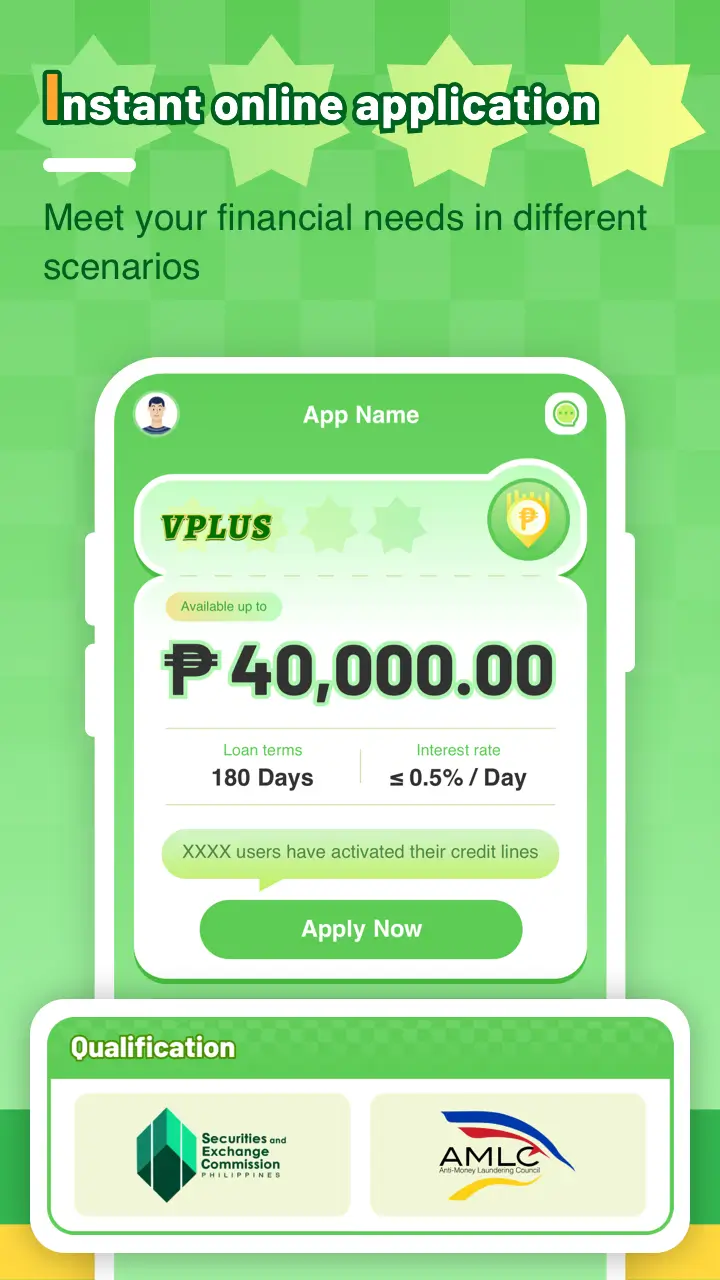 Instant online application
Meet your financial needs in different
scenarios
App Name
VPLUS
Available up to
₱ 40,000.00
Loan terms
Interest rate
180 Days
≤ 0.5% / Day
XXXX users have activated their credit lines
Apply Now
Qualification
Securities and
Exchange
Commission
PHILIPPINES
AMLC
Anti-Money Laundering Council